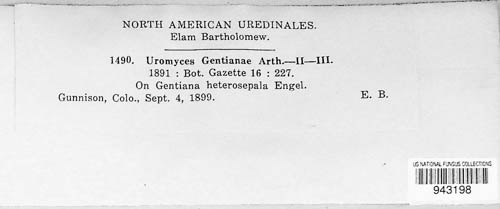 NORTH AMERICAN UREDINALES.
Elam Bartholomew.
1490. Uromyces Gentianae Arth.—II—III.
1891 : Bot. Gazette 16 : 227.
On Gentiana heterosepala Engel.
Gunnison, Colo., Sept. 4, 1899. E. B.
US NATIONAL FUNGUS COLLECTIONS
943198